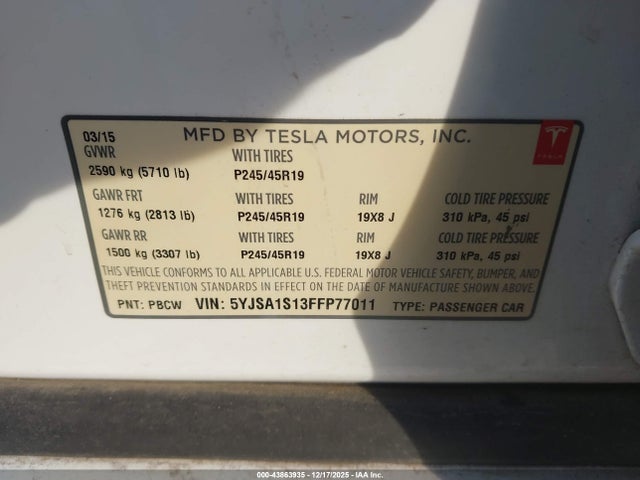 03/15 MFD BY TESLA MOTORS, INC.
GVWR WITH TIRES
2590 kg (5710 lb) P245/45R19
TESLA
GAWR FRT WITH TIRES RIM COLD TIRE PRESSURE
1276 kg (2813 lb) P245/45R19 19X8 J 310 kPa, 45 psi
GAWR RR WITH TIRES RIM COLD TIRE PRESSURE
1500 kg (3307 lb) P245/45R19 19X8 J 310 kPa, 45 psi
THIS VEHICLE CONFORMS TO ALL APPLICABLE U.S. FEDERAL MOTOR VEHICLE SAFETY, BUMPER, AND
THEFT PREVENTION STANDARDS IN EFFECT ON THE DATE OF MANUFACTURE SHOWN ABOVE.
PNT: PBCW VIN: 5YJSA1S13FFP77011 TYPE: PASSENGER CAR
000-43863935 - 12/17/2025 - IAA Inc.